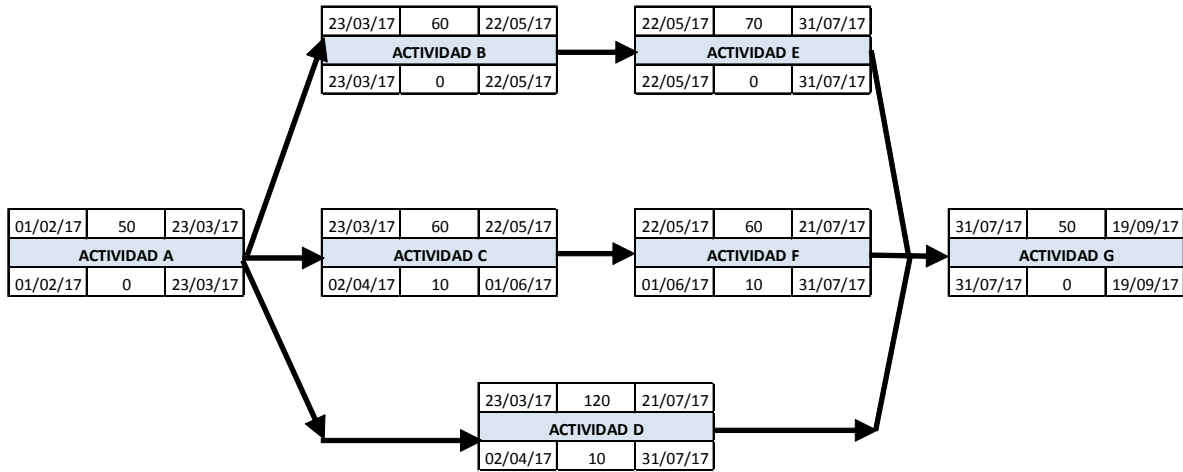 23/03/17 60 22/05/17
ACTIVIDAD B
23/03/17 0 22/05/17
22/05/17 70 31/07/17
ACTIVIDAD E
22/05/17 0 31/07/17
01/02/17 50 23/03/17
ACTIVIDAD A
01/02/17 0 23/03/17
23/03/17 60 22/05/17
ACTIVIDAD C
02/04/17 10 01/06/17
22/05/17 60 21/07/17
ACTIVIDAD F
01/06/17 10 31/07/17
31/07/17 50 19/09/17
ACTIVIDAD G
31/07/17 0 19/09/17
23/03/17 120 21/07/17
ACTIVIDAD D
02/04/17 10 31/07/17